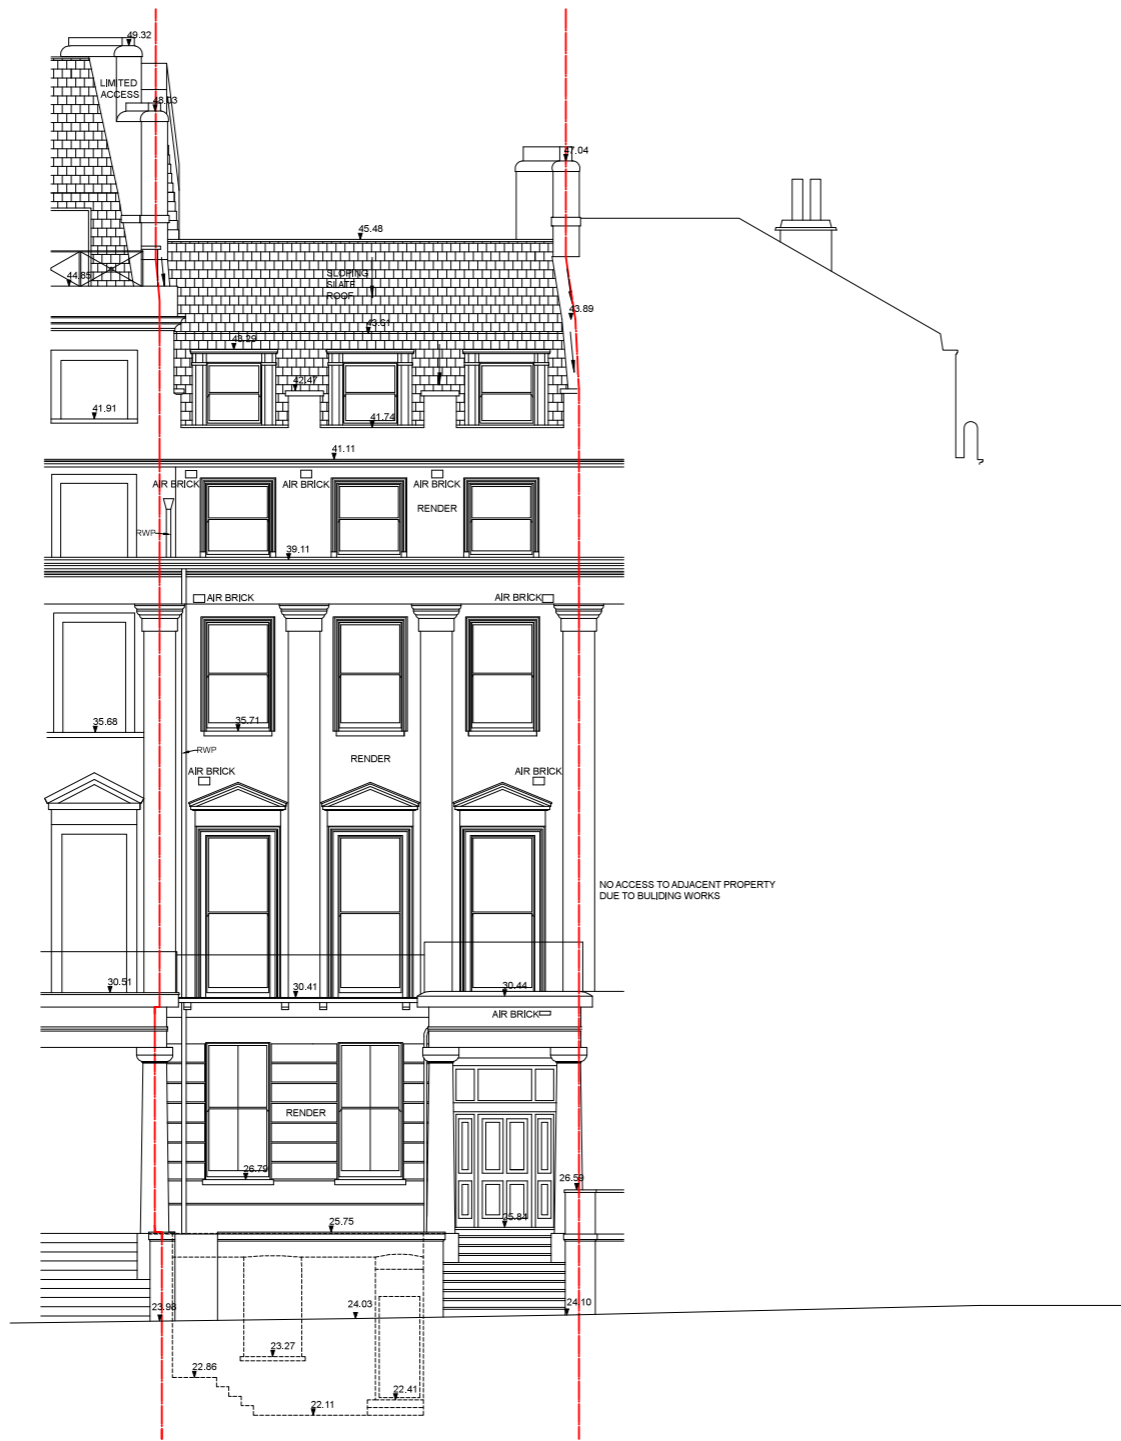 49.32
LIMITED
ACCESS
48.03
47.04
45.48
SLOPING
SLATE
ROOF
44.85
43.89
43.61
43.29
42.47
41.91
41.74
41.11
AIR BRICK
AIR BRICK
AIR BRICK
RENDER
RWP
39.11
AIR BRICK
AIR BRICK
35.68
35.71
RWP
RENDER
AIR BRICK
AIR BRICK
NO ACCESS TO ADJACENT PROPERTY
DUE TO BULIDING WORKS
30.51
30.41
30.44
AIR BRICK
RENDER
26.79
26.59
25.84
25.75
23.98
24.03
24.10
23.27
22.86
22.41
22.11